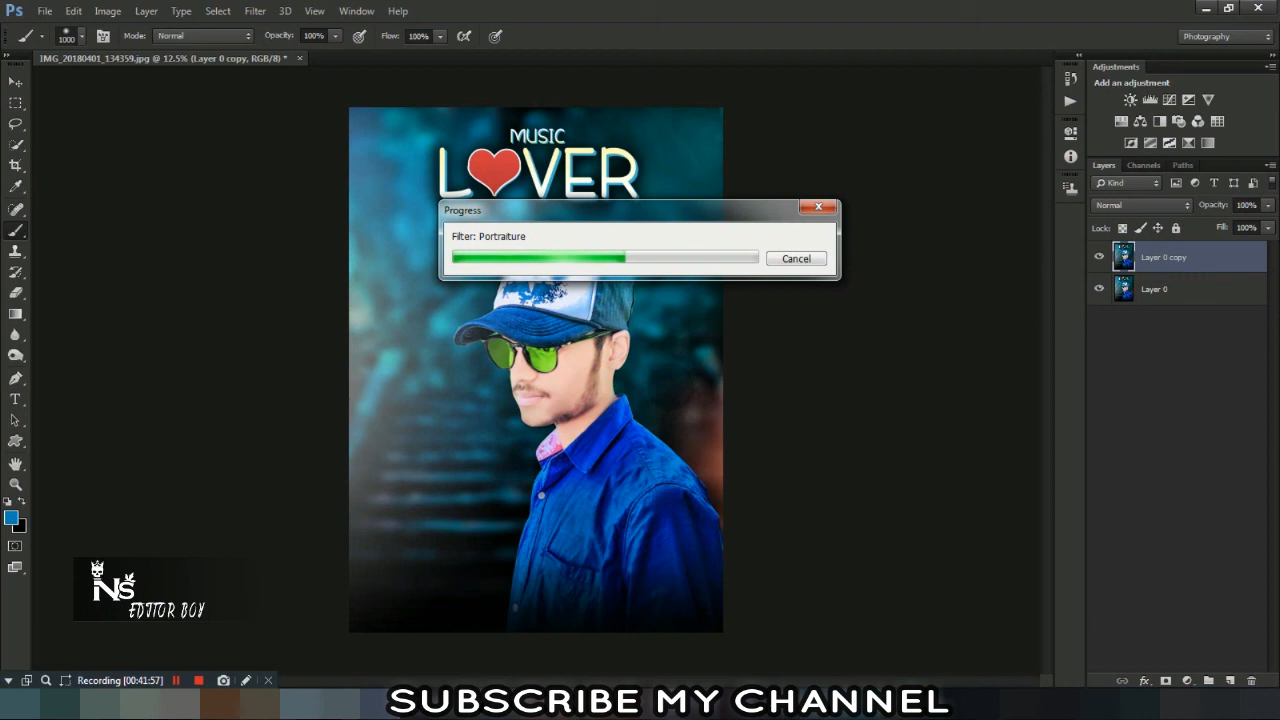 Ps File Edit Image Layer Type Select Filter 3D View Window Help
1000 Mode: Normal Opacity: 100% Flow: 100% Photography
IMG_20180401_134359.jpg @ 12.5% (Layer 0 copy, RGB/8) * ×
Adjustments
Add an adjustment
Layers Channels Paths
Kind
Normal Opacity: 100%
Lock: Fill: 100%
Layer 0 copy
Layer 0
MUSIC
LOVER
Progress
Filter: Portraiture
Cancel
NS
EDITOR BOY
Recording [00:41:57]
SUBSCRIBE MY CHANNEL